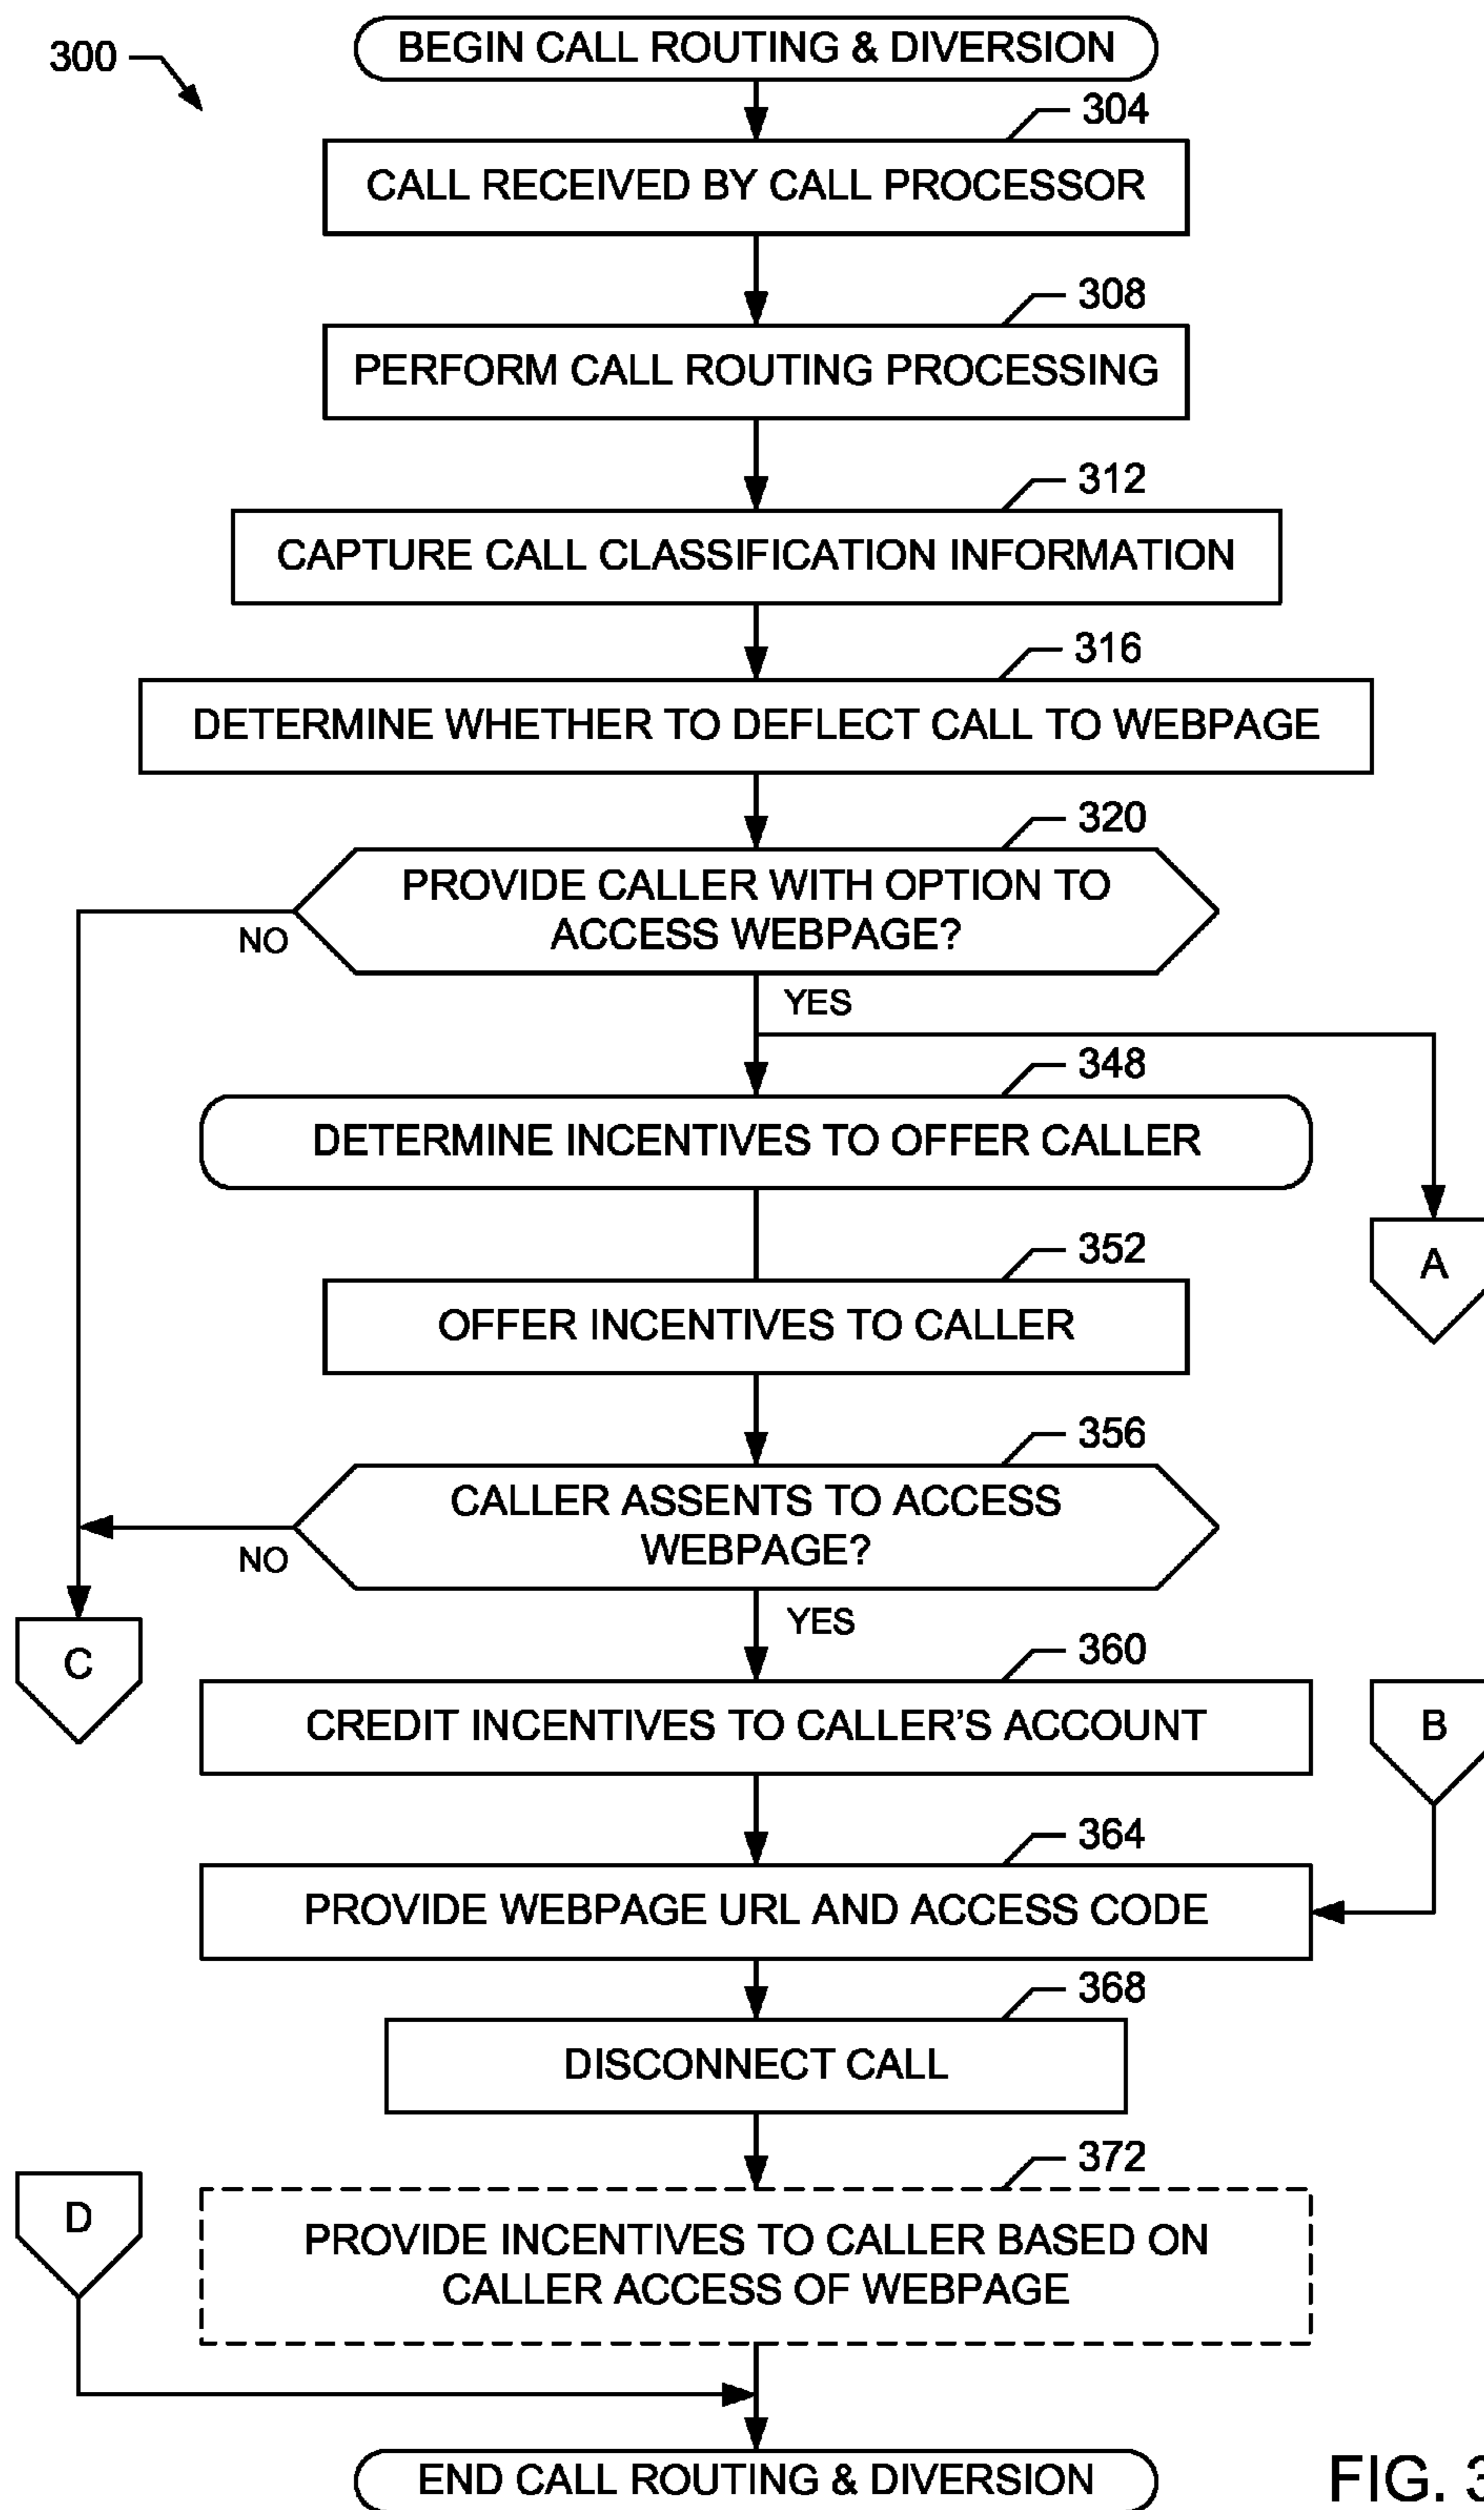 300
BEGIN CALL ROUTING & DIVERSION
304
CALL RECEIVED BY CALL PROCESSOR
308
PERFORM CALL ROUTING PROCESSING
312
CAPTURE CALL CLASSIFICATION INFORMATION
316
DETERMINE WHETHER TO DEFLECT CALL TO WEBPAGE
320
PROVIDE CALLER WITH OPTION TO
ACCESS WEBPAGE?
NO
YES
348
DETERMINE INCENTIVES TO OFFER CALLER
A
352
OFFER INCENTIVES TO CALLER
356
CALLER ASSENTS TO ACCESS
WEBPAGE?
NO
YES
C
360
CREDIT INCENTIVES TO CALLER’S ACCOUNT
B
364
PROVIDE WEBPAGE URL AND ACCESS CODE
368
DISCONNECT CALL
372
D
PROVIDE INCENTIVES TO CALLER BASED ON
CALLER ACCESS OF WEBPAGE
END CALL ROUTING & DIVERSION
FIG. 3